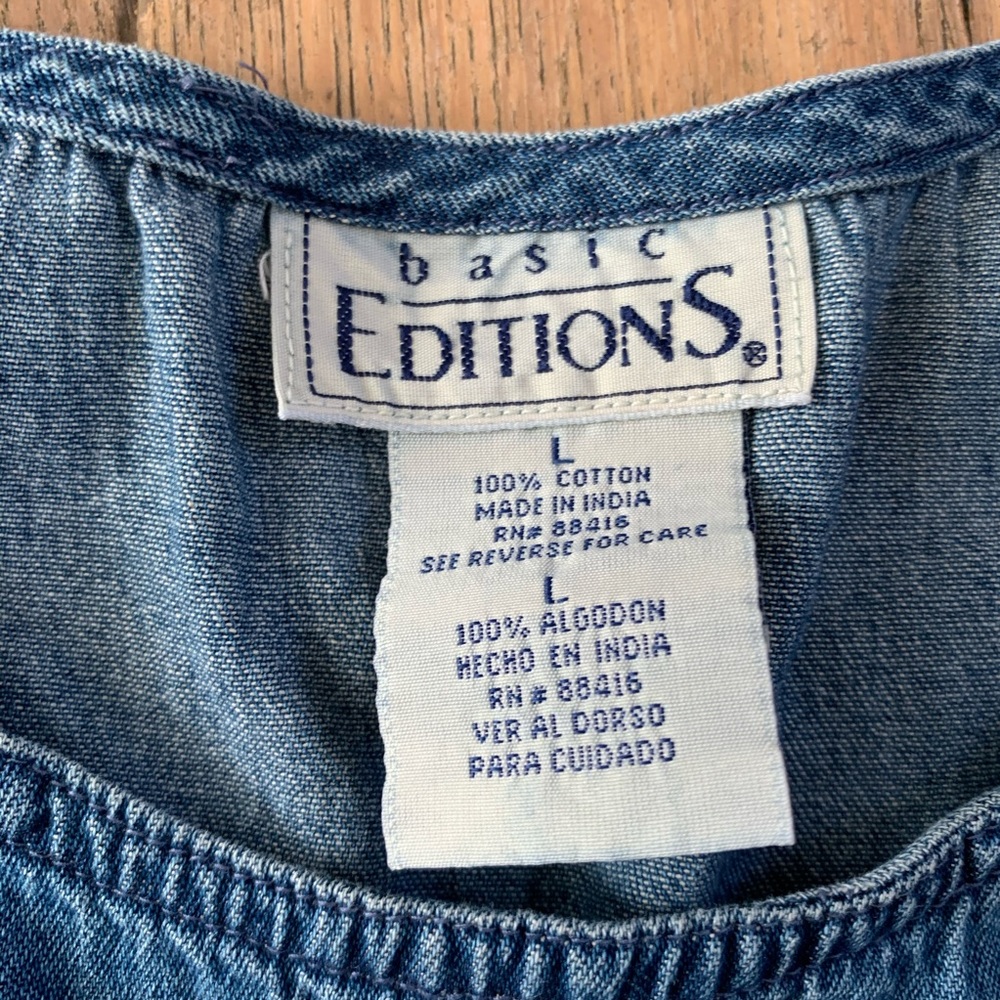 basic
EDITIONS®
L
100% COTTON
MADE IN INDIA
RN# 88416
SEE REVERSE FOR CARE
L
100% ALGODON
HECHO EN INDIA
RN # 88416
VER AL DORSO
PARA CUIDADO